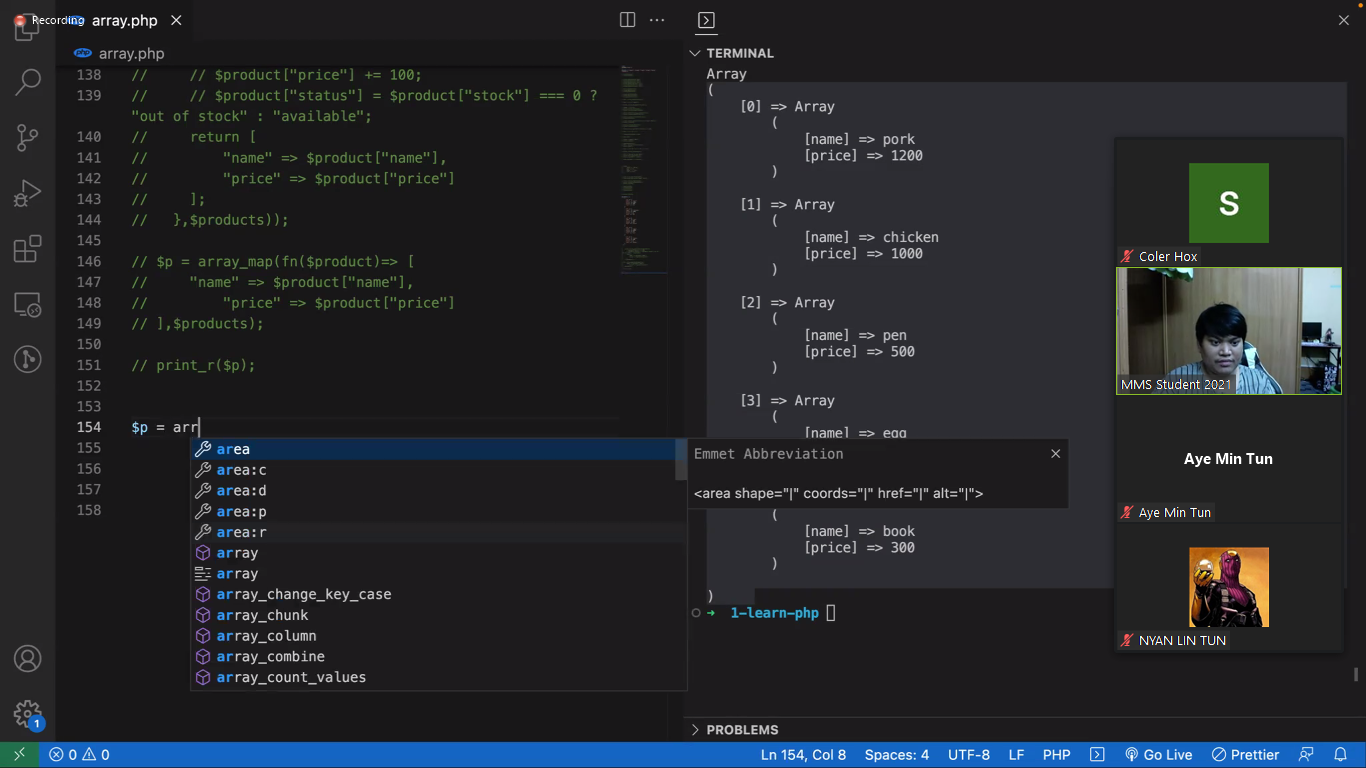 Recording
array.php
array.php
138 //     // $product["price"] += 100;
139 //     // $product["status"] = $product["stock"] === 0 ?
"out of stock" : "available";
140 //     return [
141 //         "name" => $product["name"],
142 //         "price" => $product["price"]
143 //     ];
144 //   },$products));
145
146 // $p = array_map(fn($product)=> [
147 //     "name" => $product["name"],
148 //         "price" => $product["price"]
149 // ],$products);
150
151 // print_r($p);
152
153
154 $p = arr
155
156
157
158
area
area:c
area:d
area:p
area:r
array
array
array_change_key_case
array_chunk
array_column
array_combine
array_count_values
Emmet Abbreviation
<area shape="|" coords="|" href="|" alt="|">
TERMINAL
Array
(
[0] => Array
(
[name] => pork
[price] => 1200
)
[1] => Array
(
[name] => chicken
[price] => 1000
)
[2] => Array
(
[name] => pen
[price] => 500
)
[3] => Array
(
[name] => egg
(
[name] => book
[price] => 300
)
)
1-learn-php
PROBLEMS
S
Coler Hox
MMS Student 2021
Aye Min Tun
Aye Min Tun
NYAN LIN TUN
1
0 0
Ln 154, Col 8
Spaces: 4
UTF-8
LF
PHP
Go Live
Prettier